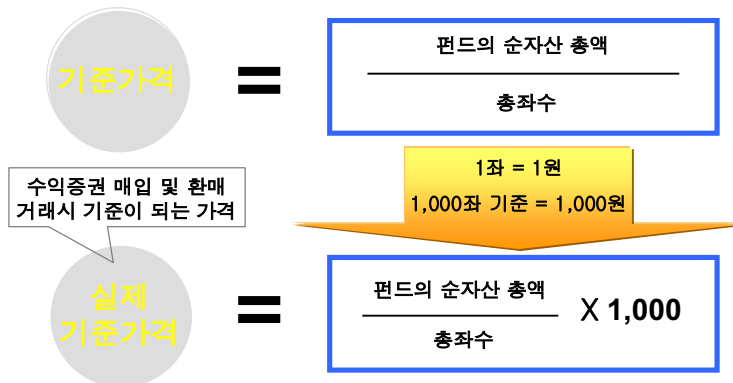 기준가격
=
펀드의 순자산 총액
총좌수
수익증권 매입 및 환매
거래시 기준이 되는 가격
1좌 = 1원
1,000좌 기준 = 1,000원
실제
기준가격
=
펀드의 순자산 총액
총좌수
X 1,000